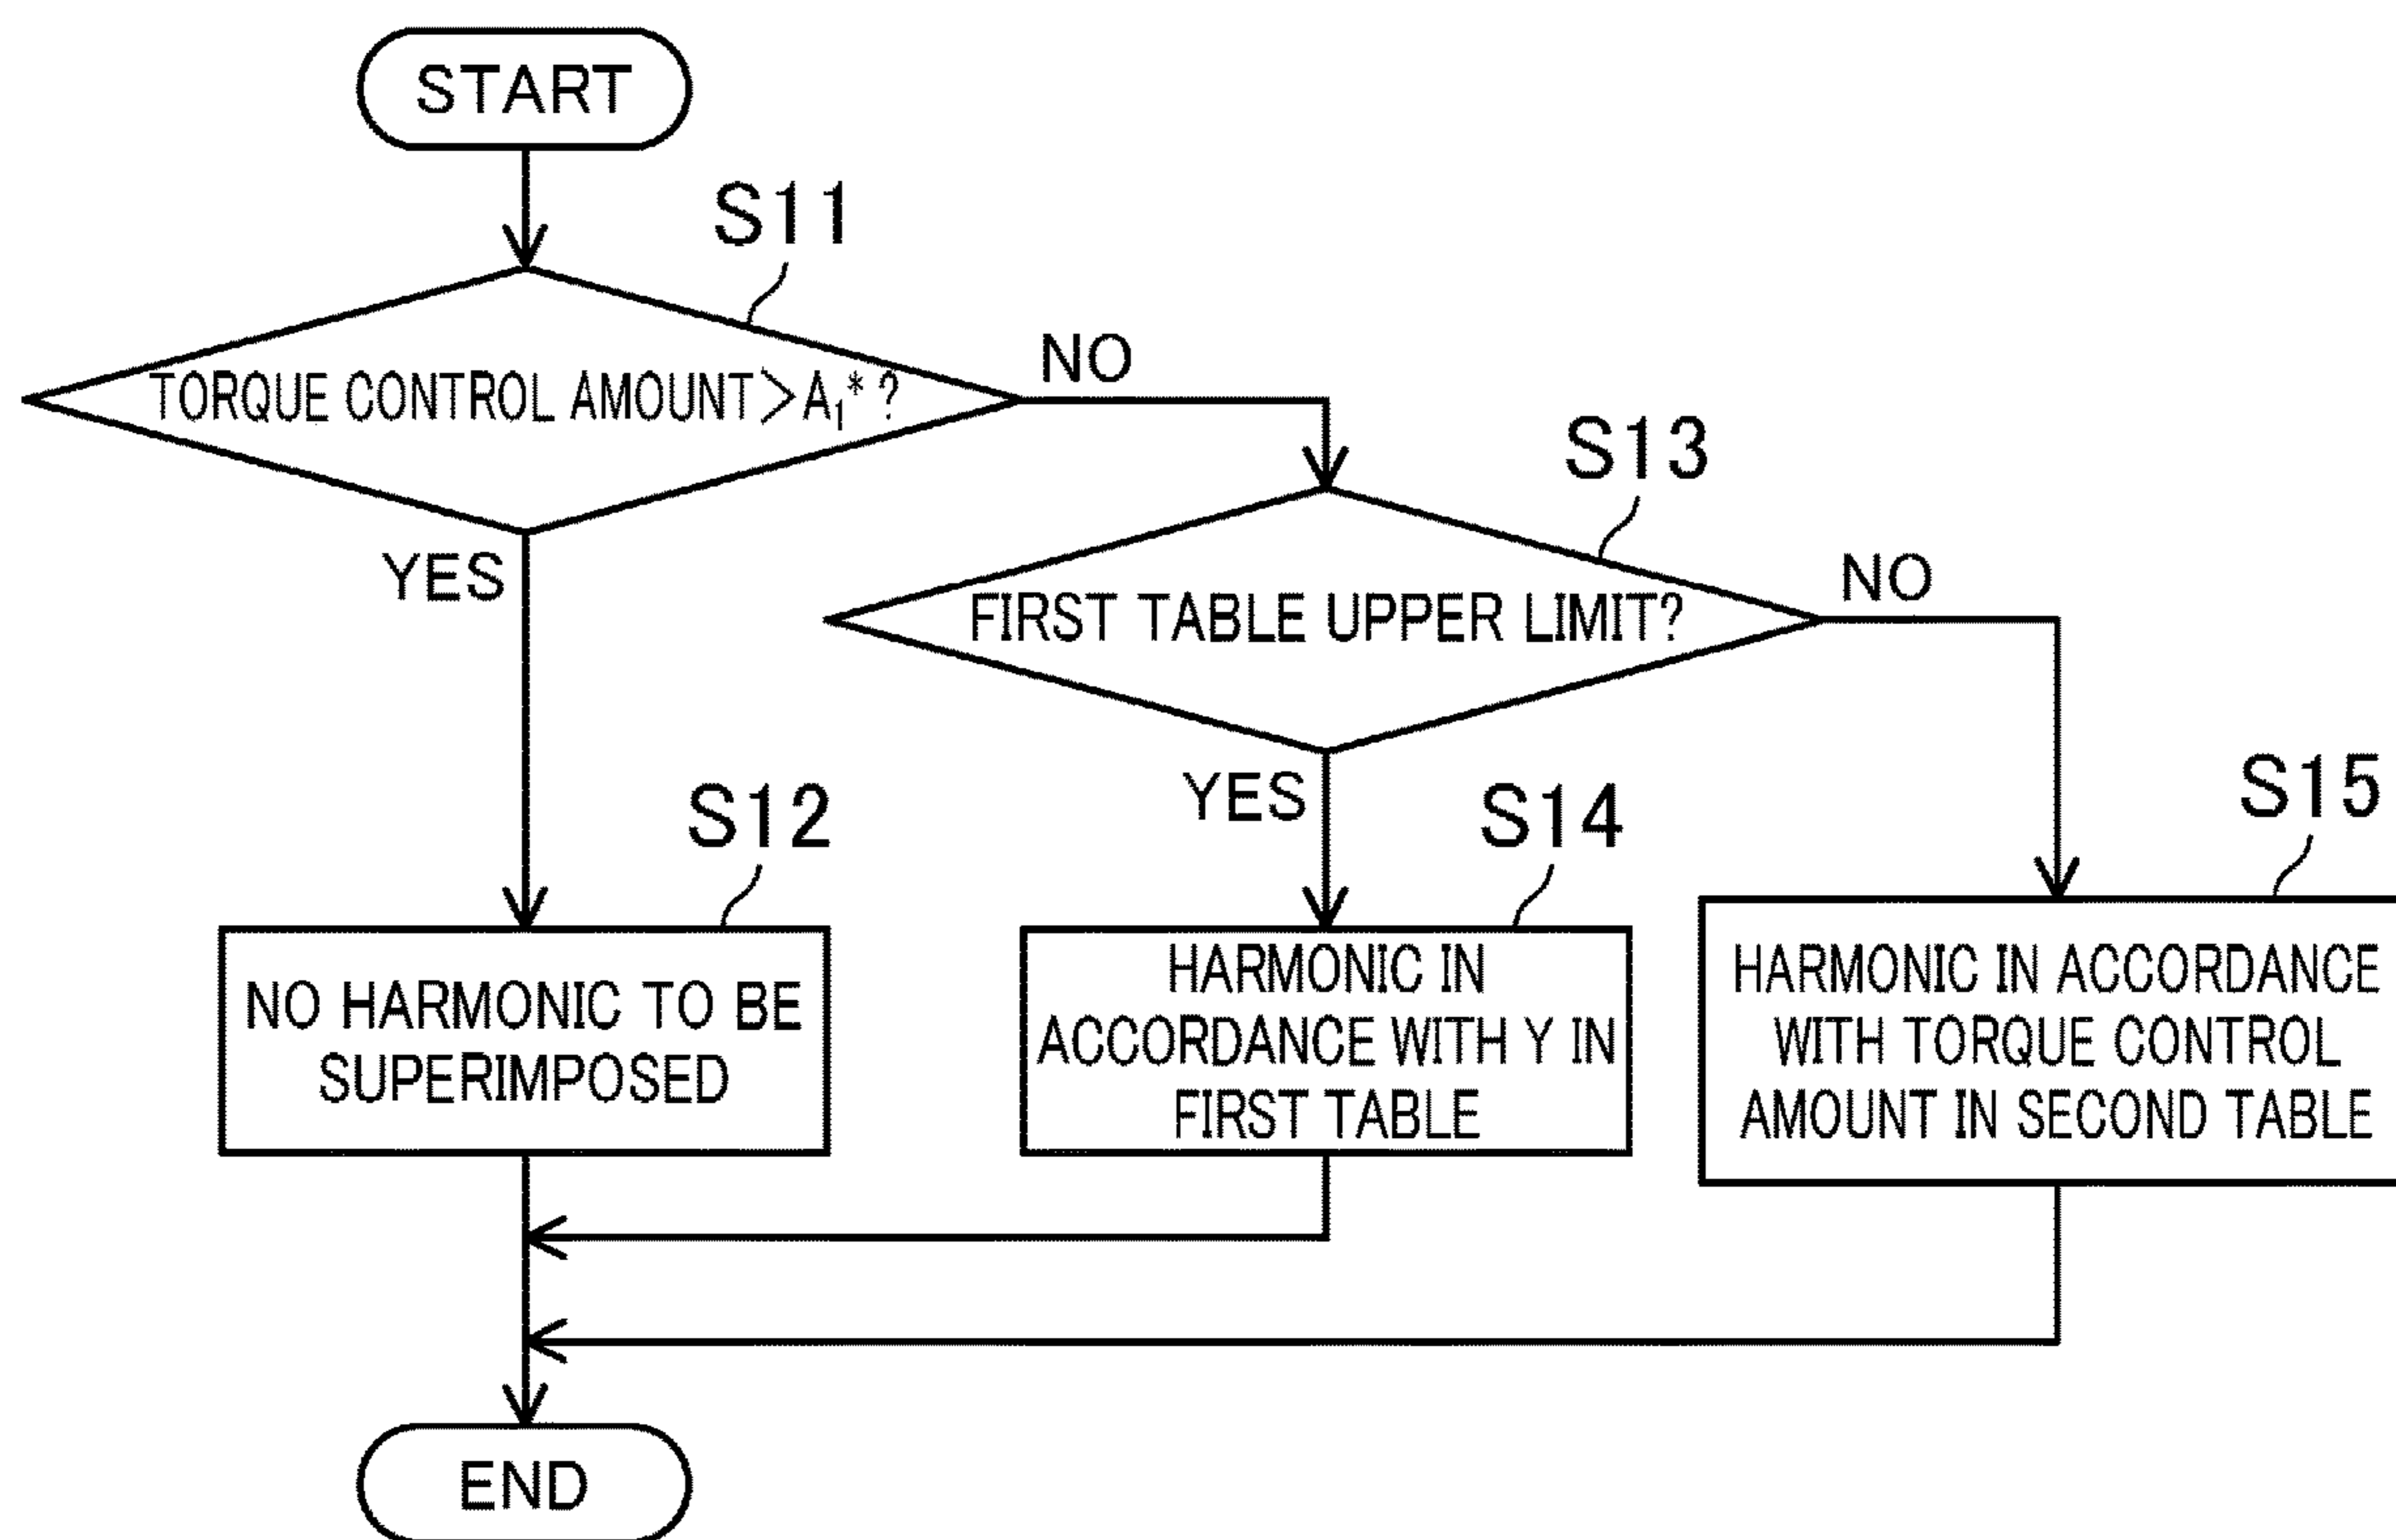 START
S11
TORQUE CONTROL AMOUNT>A₁*?
NO
YES
S13
FIRST TABLE UPPER LIMIT?
NO
YES
S12
NO HARMONIC TO BE
SUPERIMPOSED
S14
HARMONIC IN
ACCORDANCE WITH Y IN
FIRST TABLE
S15
HARMONIC IN ACCORDANCE
WITH TORQUE CONTROL
AMOUNT IN SECOND TABLE
END